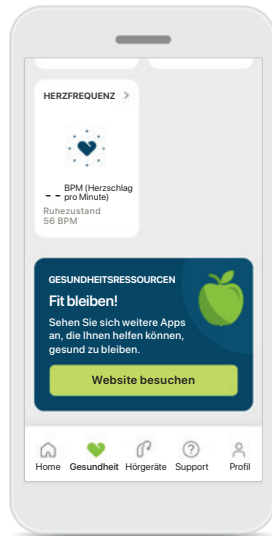 HERZFREQUENZ >
-- BPM (Herzschlag
pro Minute)
Ruhezustand
56 BPM
GESUNDHEITSRESSOURCEN
Fit bleiben!
Sehen Sie sich weitere Apps
an, die Ihnen helfen können,
gesund zu bleiben.
Website besuchen
Home Gesundheit Hörgeräte Support Profil